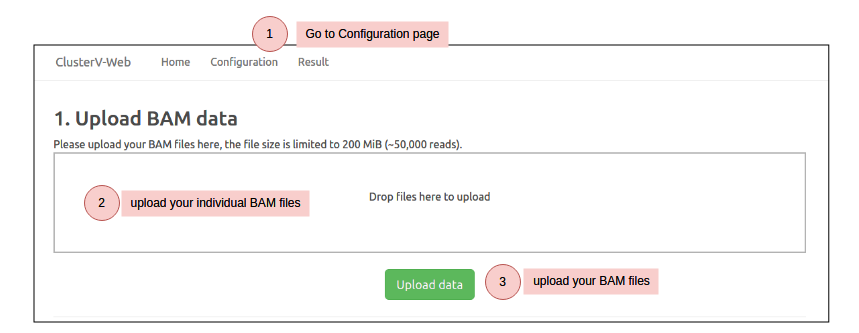 1 Go to Configuration page
ClusterV-Web Home Configuration Result
1. Upload BAM data
Please upload your BAM files here, the file size is limited to 200 MiB (~50,000 reads).
2 upload your individual BAM files Drop files here to upload
Upload data 3 upload your BAM files